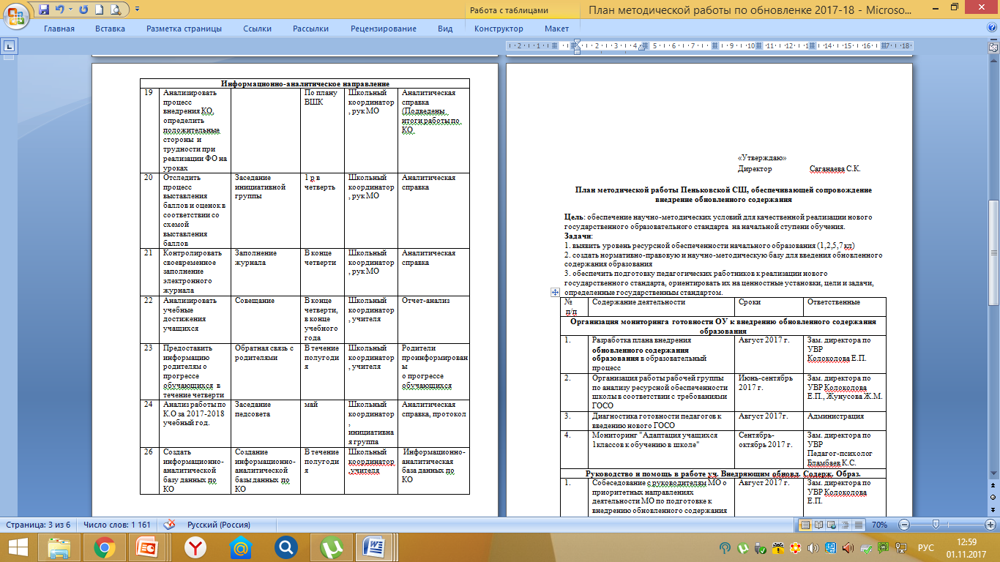 Работа с таблицами
План методической работы по обновленке 2017-18 - Microso...
Главная Вставка Разметка страницы Ссылки Рассылки Рецензирование Вид Конструктор Макет
Информационно-аналитическое направление
19 Анализировать процесс внедрения КО, определить положительные стороны и трудности при реализации ФО на уроках По плану ВШК Школьный координатор , рук МО Аналитическая справка (Подведены итоги работы по КО
20 Отследить процесс выставления баллов и оценок в соответствии со схемой выставления баллов Заседание инициативной группы 1 р в четверть Школьный координатор , рук МО Аналитическая справка
21 Контролировать своевременное заполнение электронного журнала Заполнение журнала В конце четверти Школьный координатор , рук МО Аналитическая справка
22 Анализировать учебные достижения учащихся Совещание В конце четверти, в конце учебного года Школьный координатор , учителя Отчет-анализ
23 Предоставить информацию родителям о прогрессе обучающихся в течение четверти Обратная связь с родителями В течение полугоди я Школьный координатор , учителя Родители проинформирован ы о прогрессе обучающихся
24 Анализ работы по К.О за 2017-2018 учебный год. Заседание педсовета май Школьный координатор , инициативна я группа Аналитическая справка, протокол
26 Создать информационно-аналитической базу данных по КО Создание информационно-аналитической базы данных по КО В течение полугоди я Школьный координатор ,учителя Информационно-аналитическая база данных по КО
«Утверждаю»
Директор Саганаева С.К.
План методической работы Пеньковской СШ, обеспечивающей сопровождение
внедрение обновленного содержания
Цель: обеспечение научно-методических условий для качественной реализации нового
государственного образовательного стандарта на начальной ступени обучения.
Задачи:
1. выявить уровень ресурсной обеспеченности начального образования (1,2,5,7 кл)
2. создать нормативно-правовую и научно-методическую базу для введения обновленного
содержания образования
3. обеспечить подготовку педагогических работников к реализации нового
государственного стандарта, ориентировать их на ценностные установки, цели и задачи,
определенные государственным стандартом.
№ п/п Содержание деятельности Сроки Ответственные
Организация мониторинга готовности ОУ к внедрению обновленного содержания
образования
1. Разработка плана внедрения обновленного содержания образования в образовательный процесс Август 2017 г. Зам. директора по УВР Колоколова Е.П.
2. Организация работы рабочей группы по анализу ресурсной обеспеченности школы в соответствии с требованиями ГОСО Июнь-сентябрь 2017 г. Зам. директора по УВР Колоколова Е.П., Жунусова Ж.М.
3. Диагностика готовности педагогов к введению нового ГОСО Август 2017г. Администрация
4. Мониторинг "Адаптация учащихся 1классов к обучению в школе" Сентябрь-октябрь 2017 г. Зам. директора по УВР Педагог-психолог Бламбаев К.С.
Руководство и помощь в работе уч. Внедряющим обновл. Содерж. Образ.
1. Собеседование с руководителям МО о приоритетных направлениях деятельности МО по подготовке к внедрению обновленного содержания Август 2017 г. Зам. директора по УВР Колоколова Е.П.
Страница: 3 из 6 Число слов: 1 161 Русский (Россия) 70%
РУС 12:59
01.11.2017